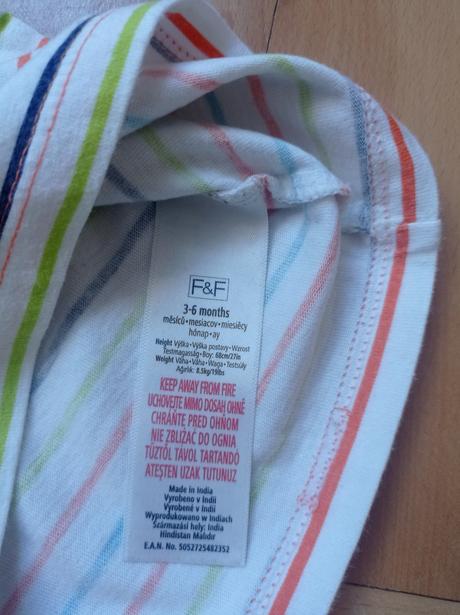 F&F
3-6 months
měsíců•mesiacov•miesięcy
hónap•ay
Height Výška•Výška postavy•Wzrost
Testmagasság•Boy: 68cm/27in
Weight Váha•Váha•Waga•Testsúly
Ağırlık: 8.5kg/19lbs
KEEP AWAY FROM FIRE
UCHOVEJTE MIMO DOSAH OHNĚ
CHRÁŇTE PRED OHŇOM
NIE ZBLIŻAĆ DO OGNIA
TŰZTŐL TÁVOL TARTANDÓ
ATEŞTEN UZAK TUTUNUZ
Made in India
Vyrobeno v Indii
Vyrobené v Indii
Wyprodukowano w Indiach
Származási hely: India
Hindistan Malıdır
E.A.N. No. 5052725482352